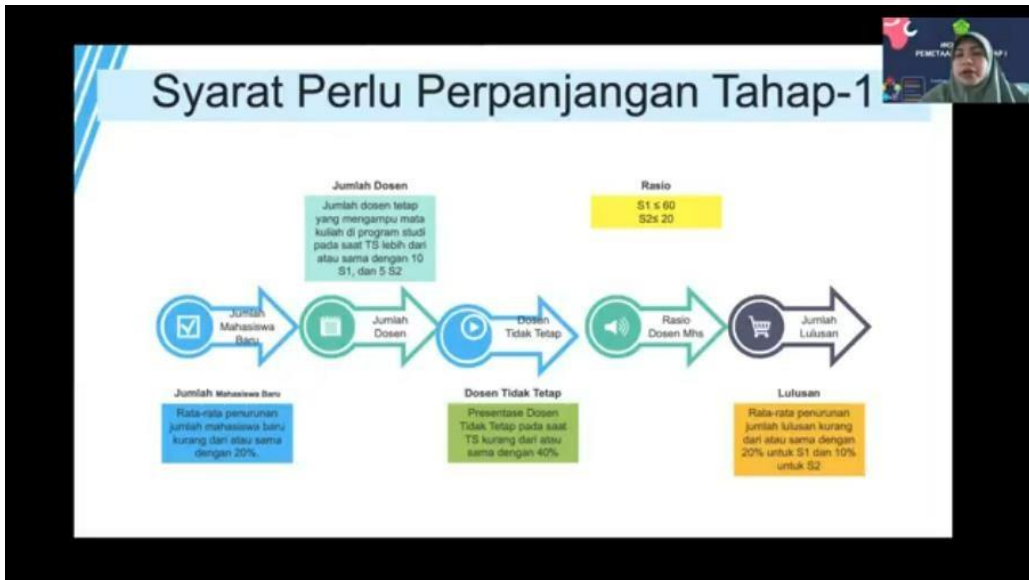 Syarat Perlu Perpanjangan Tahap-1
Jumlah Dosen
Jumlah dosen tetap
yang mengampu mata
kuliah di program studi
pada saat TS lebih dari
atau sama dengan 10
S1, dan 5 S2
Rasio
S1 ≤ 60
S2≤ 20
Jumlah
Mahasiswa
Baru
Jumlah
Dosen
Dosen
Tidak Tetap
Rasio
Dosen Mhs
Jumlah
Lulusan
Jumlah Mahasiswa Baru
Rata-rata penurunan
jumlah mahasiswa baru
kurang dari atau sama
dengan 20%.
Dosen Tidak Tetap
Presentase Dosen
Tidak Tetap pada saat
TS kurang dari atau
sama dengan 40%
Lulusan
Rata-rata penurunan
jumlah lulusan kurang
dari atau sama dengan
20% untuk S1 dan 10%
untuk S2